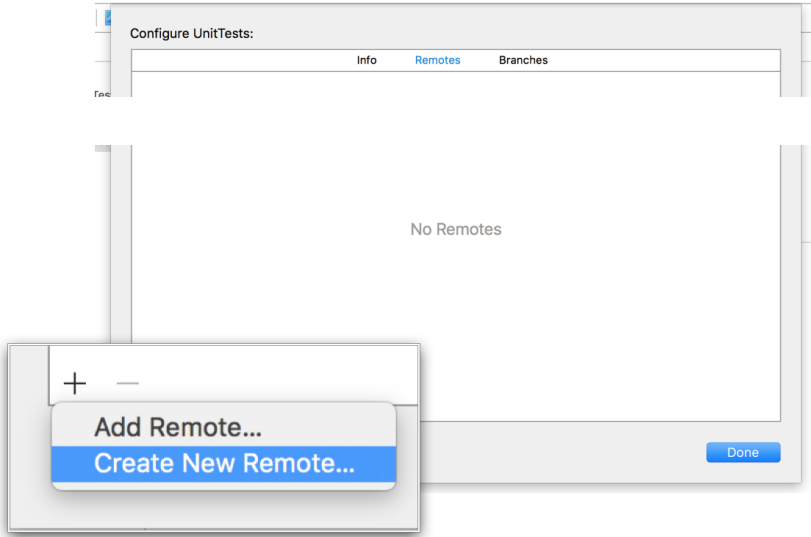 Configure UnitTests:
Info Remotes Branches
No Remotes
+ −
Add Remote...
Create New Remote...
Done